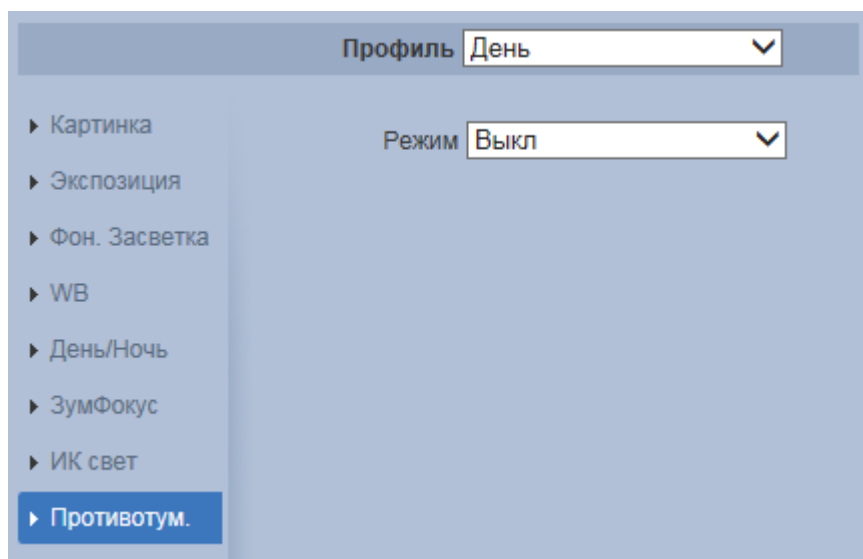 Профиль День
Картинка
Режим Выкл
Экспозиция
Фон. Засветка
WB
День/Ночь
ЗумФокус
ИК свет
Противотум.